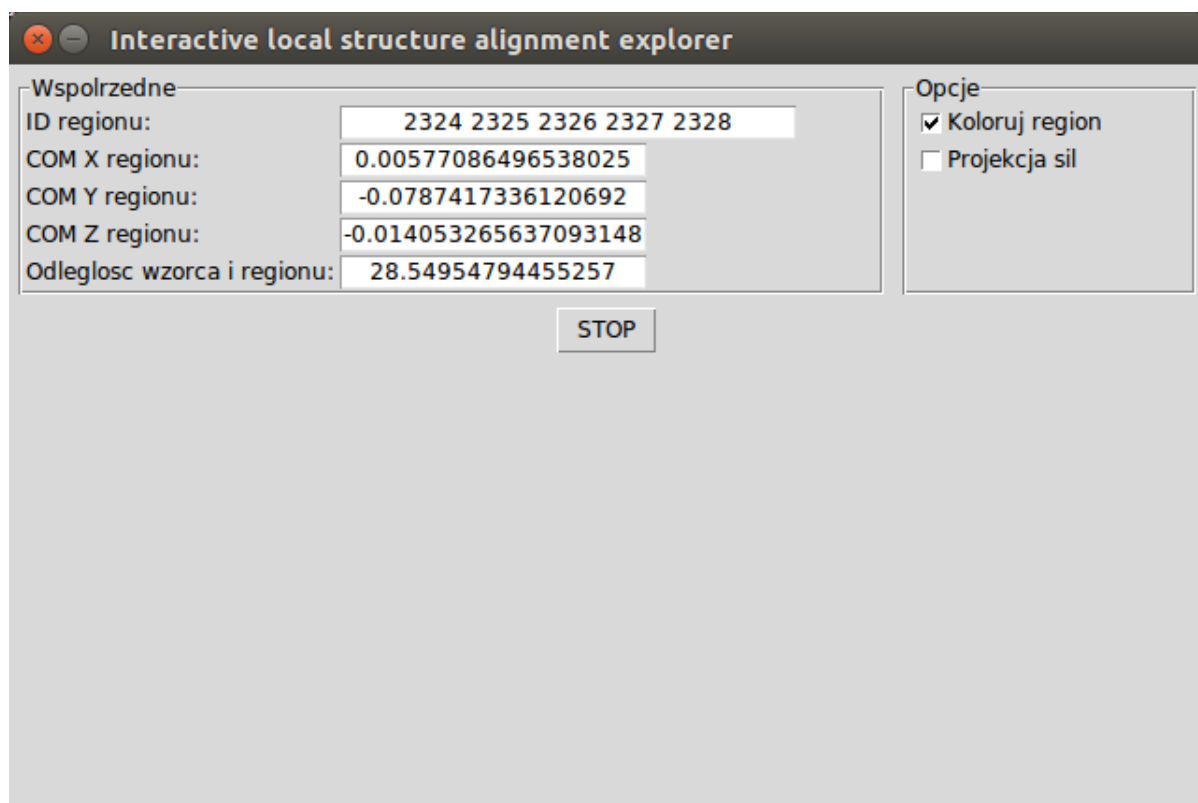 Interactive local structure alignment explorer
Wspolrzedne
ID regionu: 2324 2325 2326 2327 2328
COM X regionu: 0.00577086496538025
COM Y regionu: -0.0787417336120692
COM Z regionu: -0.014053265637093148
Odleglosc wzorca i regionu: 28.54954794455257
Opcje
Koloruj region
Projekcja sil
STOP